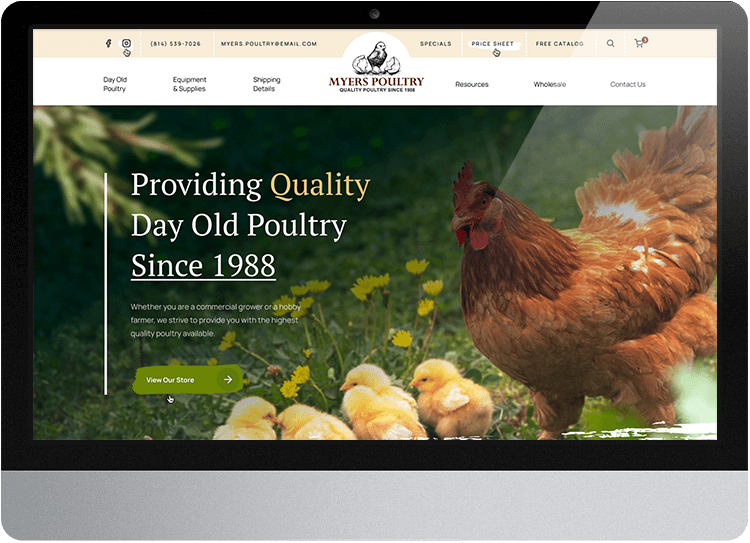 (814) 539-7026
MYERS.POULTRY@EMAIL.COM
SPECIALS
PRICE SHEET
FREE CATALOG
3
Day Old
Poultry
Equipment
& Supplies
Shipping
Details
MYERS POULTRY
QUALITY POULTRY SINCE 1988
Resources
Wholesale
Contact Us
Providing Quality
Day Old Poultry
Since 1988
Whether you are a commercial grower or a hobby
farmer, we strive to provide you with the highest
quality poultry available.
View Our Store